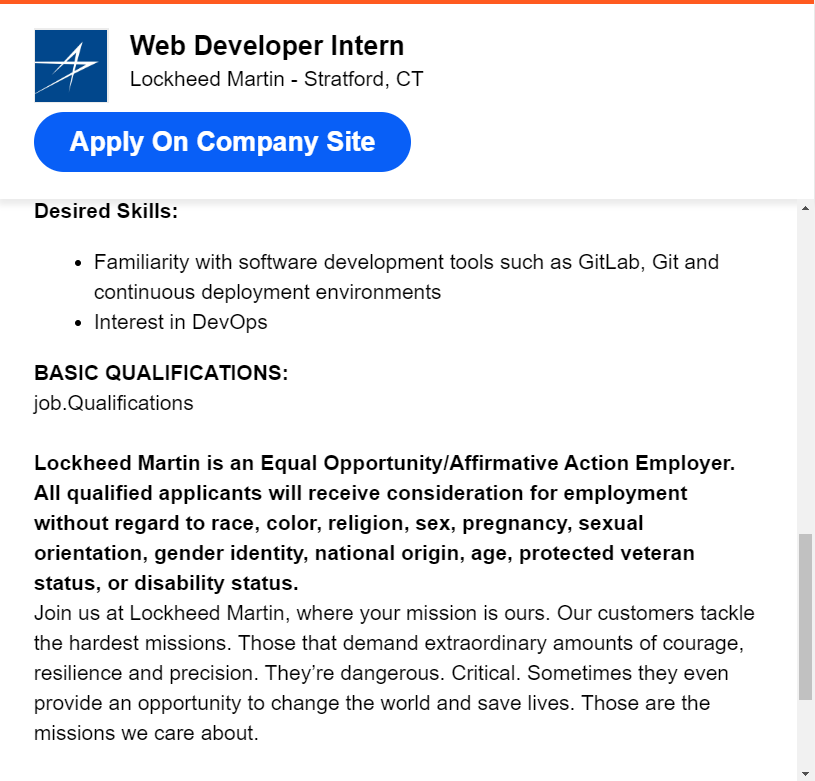 Web Developer Intern
Lockheed Martin - Stratford, CT
Apply On Company Site
Desired Skills:
• Familiarity with software development tools such as GitLab, Git and
continuous deployment environments
• Interest in DevOps
BASIC QUALIFICATIONS:
job.Qualifications
Lockheed Martin is an Equal Opportunity/Affirmative Action Employer.
All qualified applicants will receive consideration for employment
without regard to race, color, religion, sex, pregnancy, sexual
orientation, gender identity, national origin, age, protected veteran
status, or disability status.
Join us at Lockheed Martin, where your mission is ours. Our customers tackle
the hardest missions. Those that demand extraordinary amounts of courage,
resilience and precision. They’re dangerous. Critical. Sometimes they even
provide an opportunity to change the world and save lives. Those are the
missions we care about.